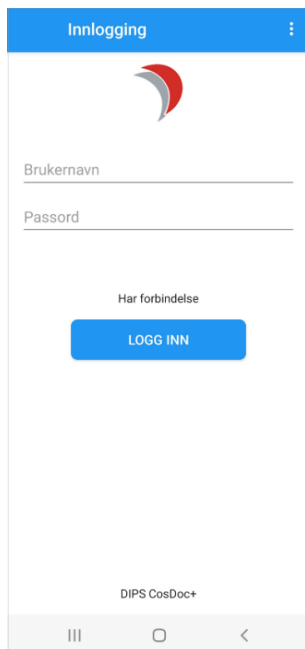 Innlogging
Brukernavn
Passord
Har forbindelse
LOGG INN
DIPS CosDoc+